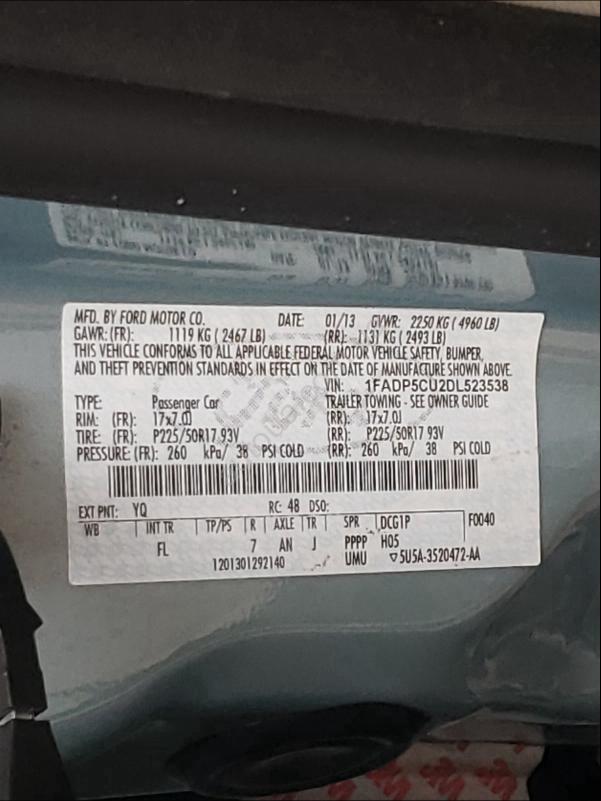 MFD. BY FORD MOTOR CO. DATE: 01/13 GVWR: 2250 KG ( 4960 LB)
GAWR: (FR): 1119 KG ( 2467 LB) (RR): 1131 KG ( 2493 LB)
THIS VEHICLE CONFORMS TO ALL APPLICABLE FEDERAL MOTOR VEHICLE SAFETY, BUMPER,
AND THEFT PREVENTION STANDARDS IN EFFECT ON THE DATE OF MANUFACTURE SHOWN ABOVE.
VIN: 1FADP5CU2DL523538
TYPE: Passenger Car TRAILER TOWING - SEE OWNER GUIDE
RIM: (FR): 17x7.0J (RR): 17x7.0J
TIRE: (FR): P225/50R17 93V (RR): P225/50R17 93V
PRESSURE: (FR): 260 kPa/ 38 PSI COLD (RR): 260 kPa/ 38 PSI COLD
EXT PNT: YQ RC: 48 DSO:
WB INT TR TP/PS R AXLE TR SPR DCG1P F0040
FL 7 AN J PPPP H05
1201301292140 UMU ▽5U5A-3520472-AA